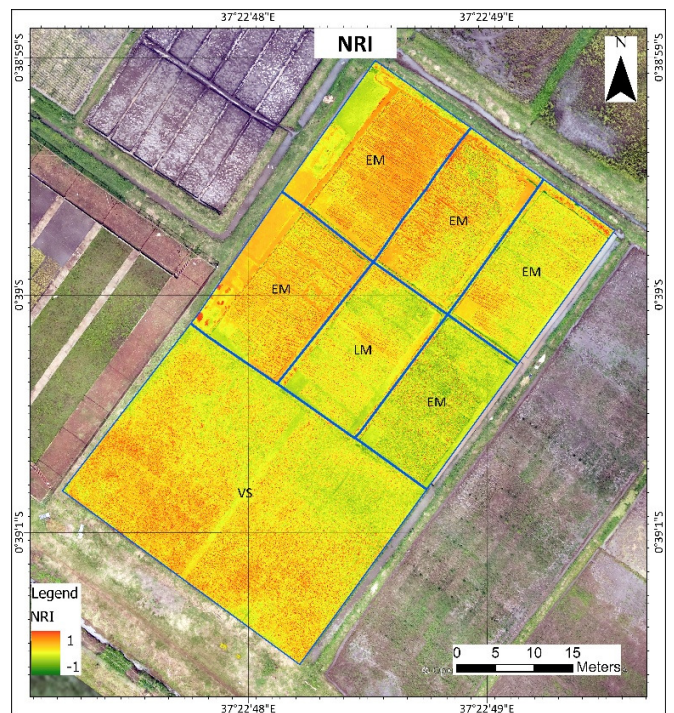 37°22'48"E 37°22'49"E
NRI
N
0°38'59"S 0°38'59"S
EM
EM
EM
EM
0°39'S 0°39'S
LM
EM
VS
0°39'1"S 0°39'1"S
Legend
NRI
1
-1
0 5 10 15
Meters
37°22'48"E 37°22'49"E